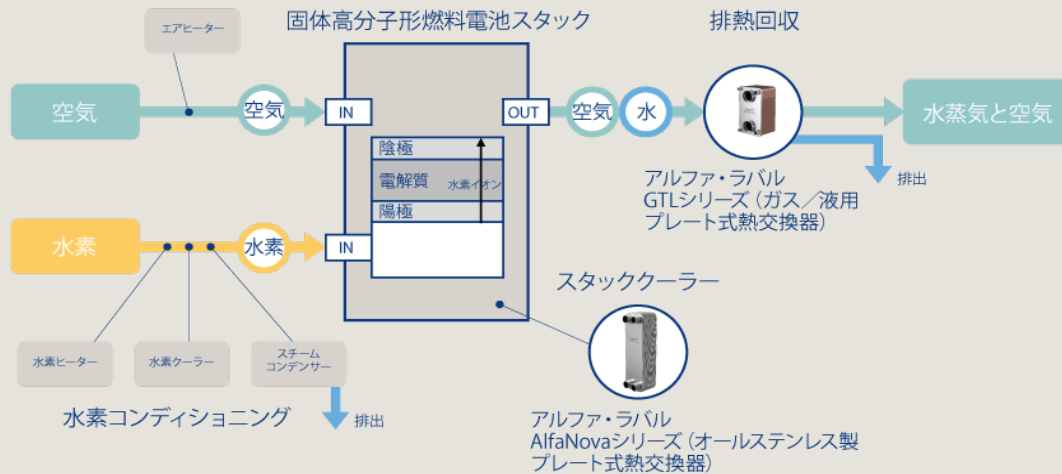 エアヒーター
固体高分子形燃料電池スタック
排熱回収
空気
空気
IN
OUT
空気
水
水蒸気と空気
陰極
電解質
水素イオン
陽極
排出
アルファ・ラバル
GTLシリーズ（ガス／液用
プレート式熱交換器）
水素
水素
IN
スタッククーラー
水素ヒーター
水素クーラー
スチーム
コンデンサー
水素コンディショニング
排出
アルファ・ラバル
AlfaNovaシリーズ（オールステンレス製
プレート式熱交換器）